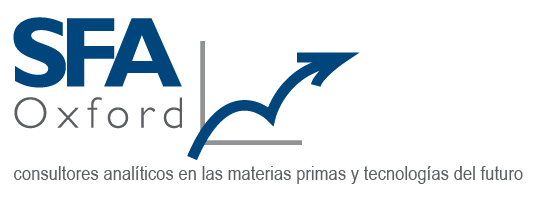 SFA
Oxford
consultores analíticos en las materias primas y tecnologías del futuro